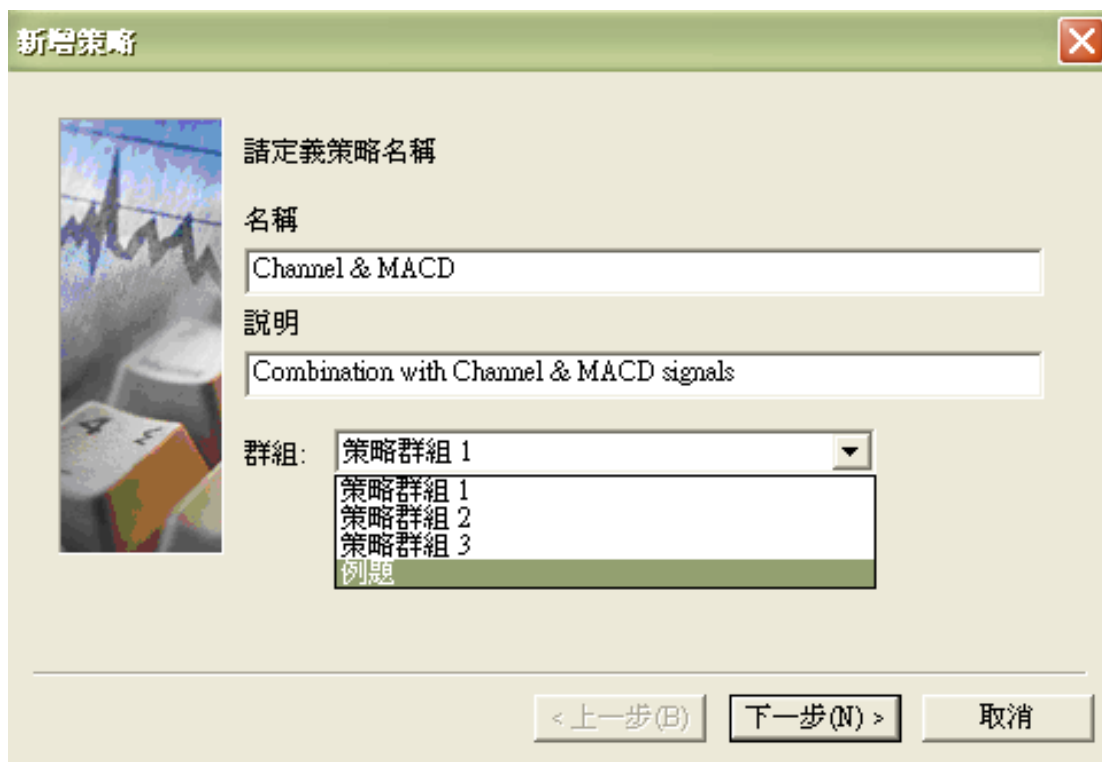 新增策略
請定義策略名稱
名稱
Channel & MACD
說明
Combination with Channel & MACD signals
群組: 策略群組 1
策略群組 1
策略群組 2
策略群組 3
例題
< 上一步(B) 下一步(N) > 取消